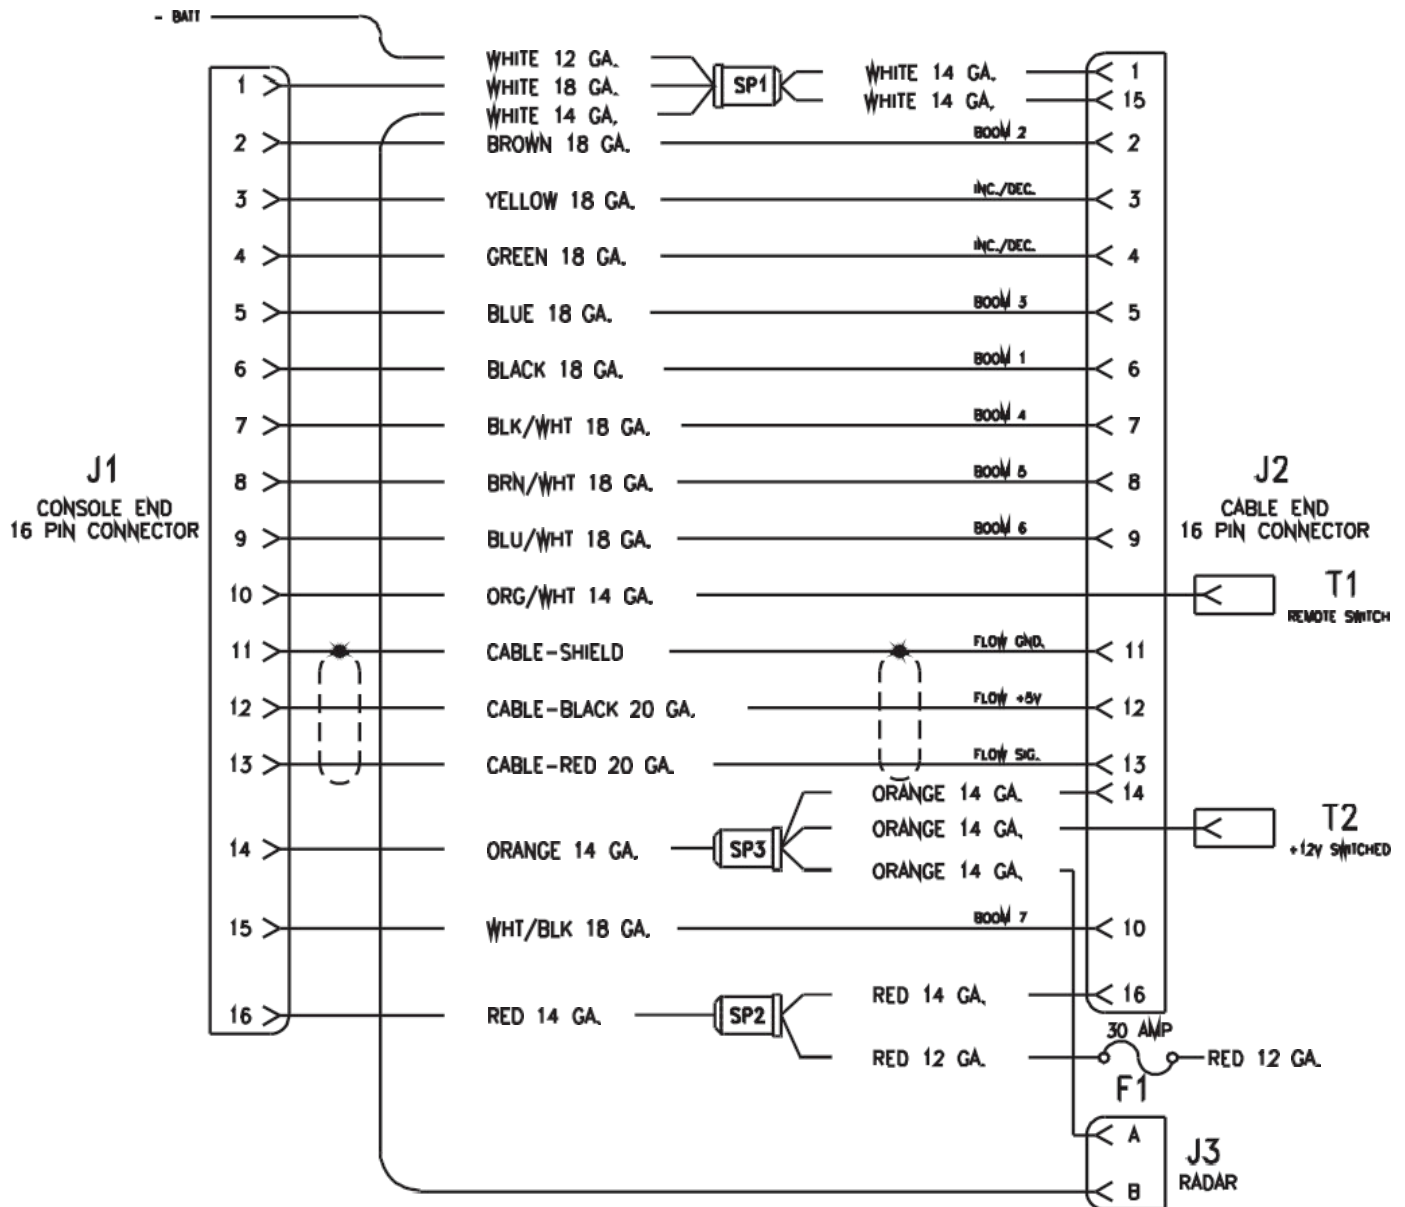 - BATT
WHITE 12 GA.
1 WHITE 18 GA. SP1 WHITE 14 GA. 1
WHITE 14 GA. WHITE 14 GA. 15
2 BROWN 18 GA. BOOM 2 2
3 YELLOW 18 GA. INC./DEC. 3
4 GREEN 18 GA. INC./DEC. 4
5 BLUE 18 GA. BOOM 3 5
6 BLACK 18 GA. BOOM 1 6
7 BLK/WHT 18 GA. BOOM 4 7
J1
CONSOLE END
16 PIN CONNECTOR
8 BRN/WHT 18 GA. BOOM 5 8
J2
CABLE END
16 PIN CONNECTOR
9 BLU/WHT 18 GA. BOOM 6 9
10 ORG/WHT 14 GA. T1
REMOTE SWITCH
11 CABLE-SHIELD FLOW GND. 11
12 CABLE-BLACK 20 GA. FLOW +5V 12
13 CABLE-RED 20 GA. FLOW SIG. 13
ORANGE 14 GA. 14
ORANGE 14 GA. T2
+12V SWITCHED
14 ORANGE 14 GA. SP3
ORANGE 14 GA.
15 WHT/BLK 18 GA. BOOM 7 10
RED 14 GA. 16
16 RED 14 GA. SP2
30 AMP
RED 12 GA. RED 12 GA.
F1
A
J3
RADAR
B